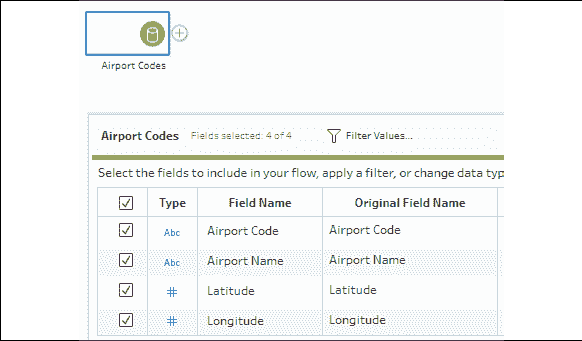 Airport Codes
Airport Codes Fields selected: 4 of 4 Filter Values...
Select the fields to include in your flow, apply a filter, or change data typ
Type Field Name Original Field Name
Abc Airport Code Airport Code
Abc Airport Name Airport Name
# Latitude Latitude
# Longitude Longitude